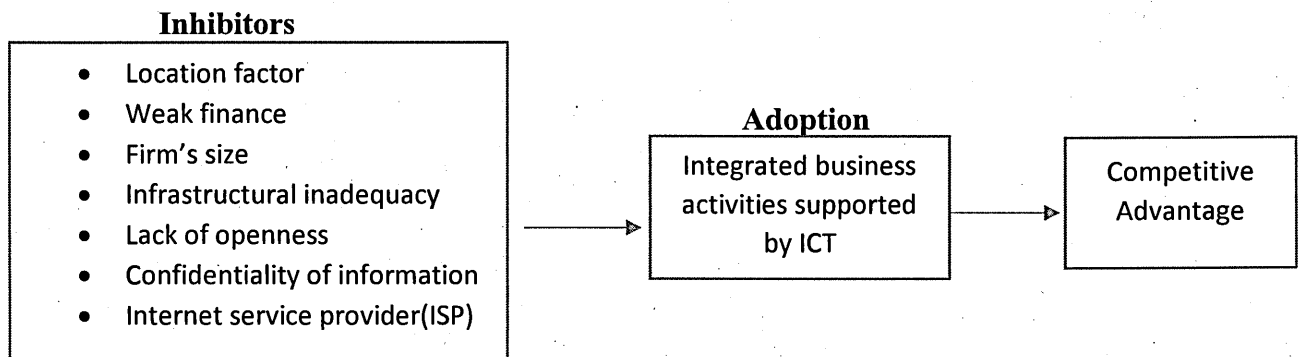 Inhibitors
• Location factor
• Weak finance
• Firm's size
• Infrastructural inadequacy
• Lack of openness
• Confidentiality of information
• Internet service provider(ISP)
Adoption
Integrated business
activities supported
by ICT
Competitive
Advantage